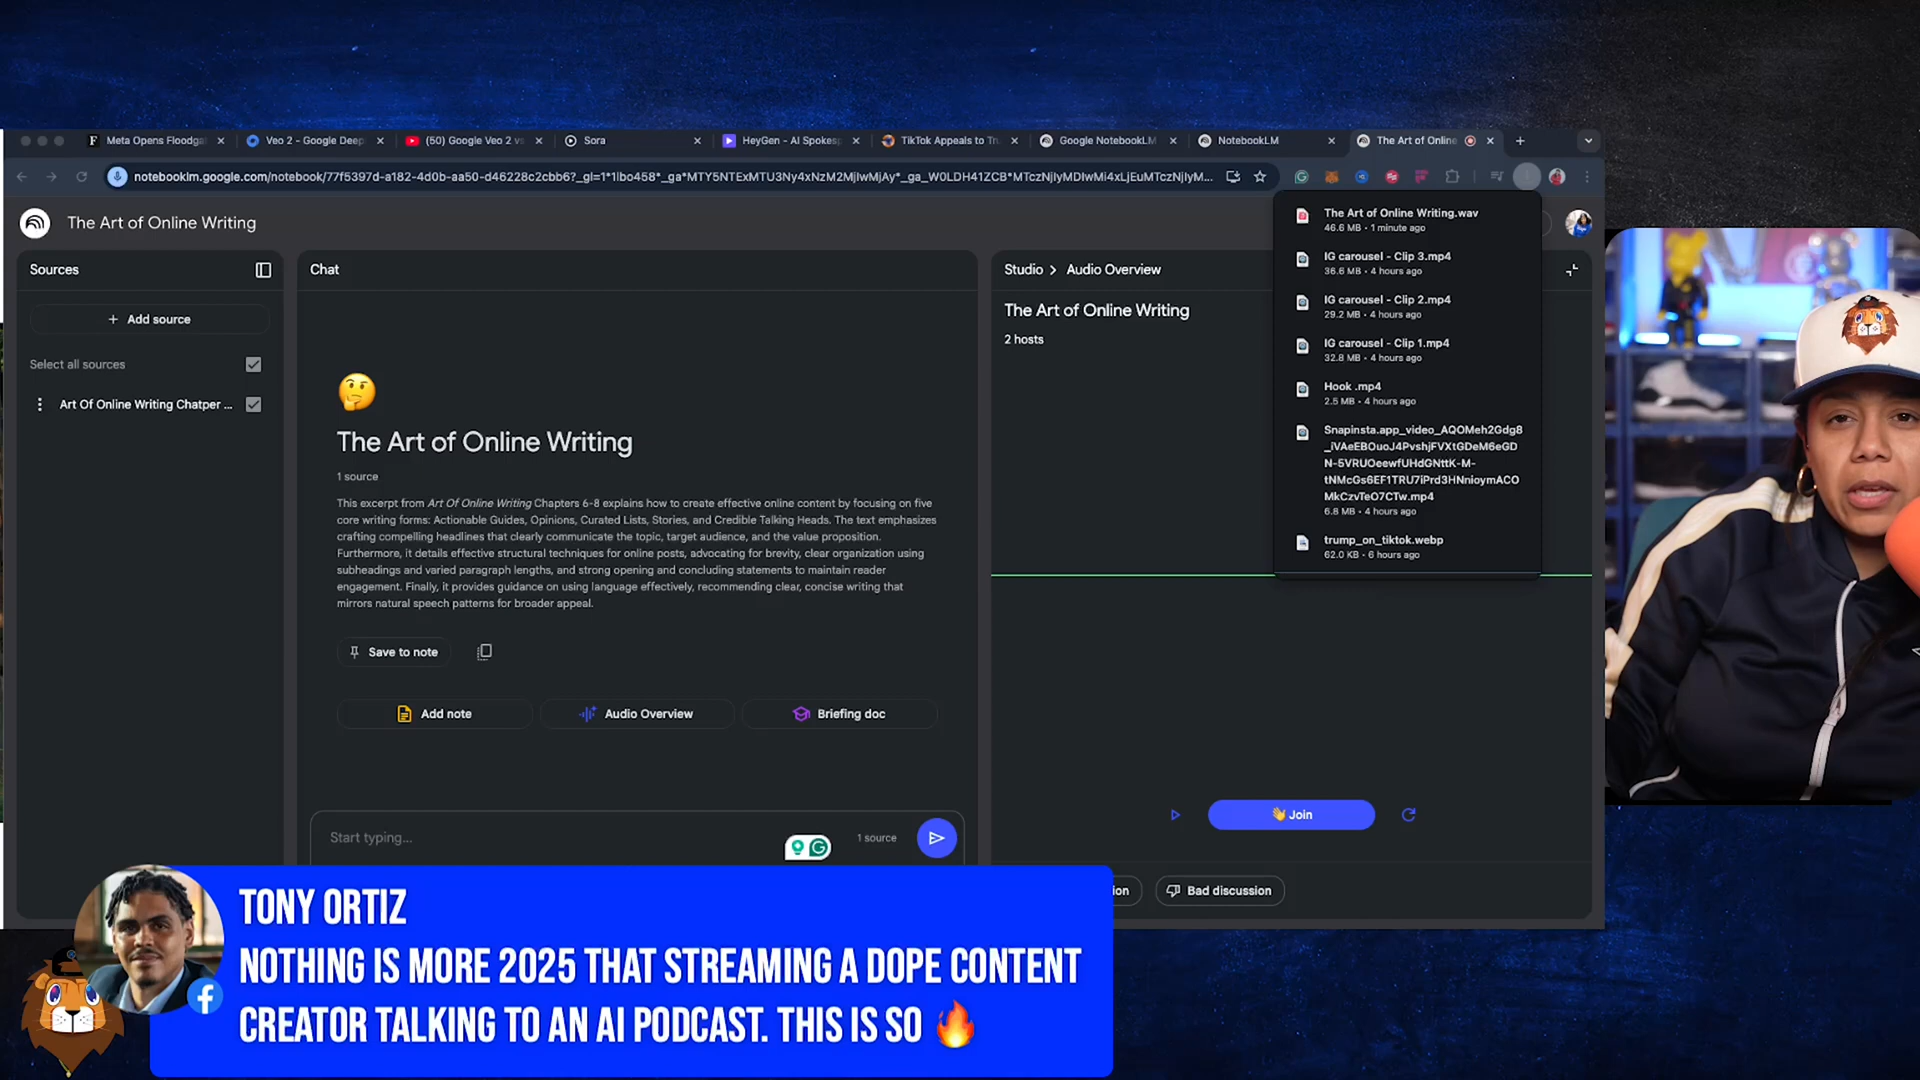 Meta Opens Floodg
Veo 2 - Google Deep
(50) Google Veo 2 vs
Sora
HeyGen - AI Spokesp
TikTok Appeals to Tr
Google NotebookLM
NotebookLM
The Art of Online
The Art of Online Writing
Sources
Add source
Select all sources
Art Of Online Writing Chatper ...
Chat
The Art of Online Writing
1 source
This excerpt from Art Of Online Writing Chapters 6-8 explains how to create effective online content by focusing on five
core writing forms: Actionable Guides, Opinions, Curated Lists, Stories, and Credible Talking Heads. The text emphasizes
crafting compelling headlines that clearly communicate the topic, target audience, and the value proposition.
Furthermore, it details effective structural techniques for online posts, advocating for brevity, clear organization using
subheadings and varied paragraph lengths, and strong opening and concluding statements to maintain reader
engagement. Finally, it provides guidance on using language effectively, recommending clear, concise writing that
mirrors natural speech patterns for broader appeal.
Save to note
Add note
Audio Overview
Briefing doc
Start typing...
1 source
Studio > Audio Overview
The Art of Online Writing
2 hosts
The Art of Online Writing.wav
46.6 MB • 1 minute ago
IG carousel - Clip 3.mp4
36.6 MB • 4 hours ago
IG carousel - Clip 2.mp4
29.2 MB • 4 hours ago
IG carousel - Clip 1.mp4
32.8 MB • 4 hours ago
Hook .mp4
2.5 MB • 4 hours ago
6.8 MB • 4 hours ago
trump_on_tiktok.webp
62.0 KB • 6 hours ago
👋 Join
ion
Bad discussion
TONY ORTIZ
NOTHING IS MORE 2025 THAT STREAMING A DOPE CONTENT
CREATOR TALKING TO AN AI PODCAST. THIS IS SO 🔥